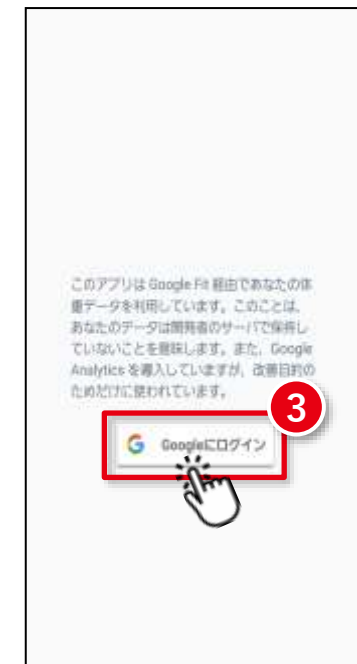 このアプリは Google Fit 経由であなたの体
重データを利用しています。このことは、
あなたのデータは開発者のサーバで保持し
ていないことを意味します。また、Google
Analytics を導入していますが、改善目的の
ためだけに使われています。
3
Googleにログイン